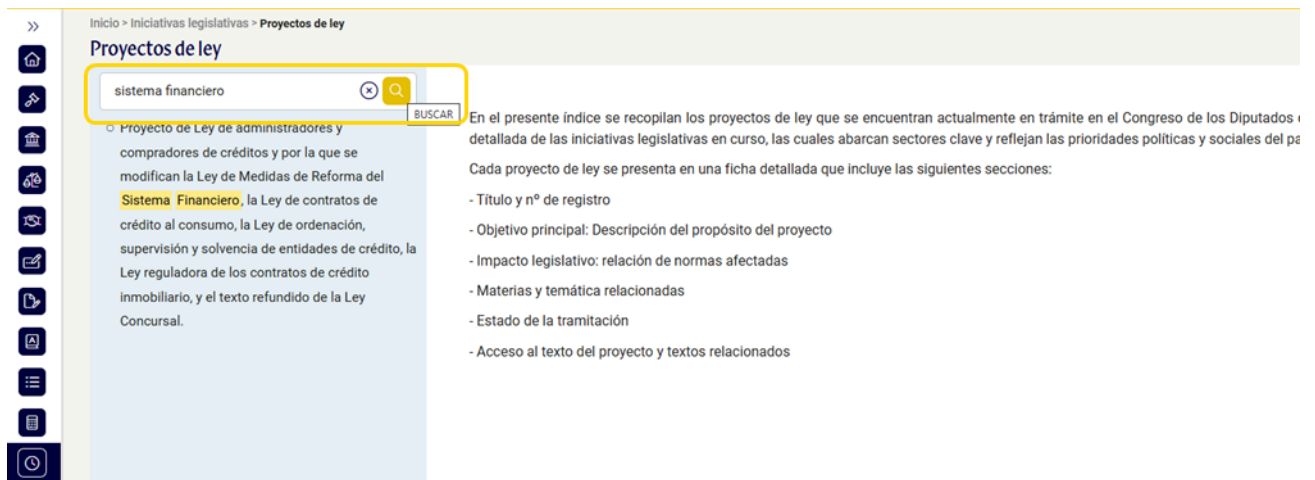 Inicio > Iniciativas legislativas > Proyectos de ley
Proyectos de ley
sistema financiero
BUSCAR
Proyecto de Ley de administradores y
compradores de créditos y por la que se
modifican la Ley de Medidas de Reforma del
Sistema Financiero, la Ley de contratos de
crédito al consumo, la Ley de ordenación,
supervisión y solvencia de entidades de crédito, la
Ley reguladora de los contratos de crédito
inmobiliario, y el texto refundido de la Ley
Concursal.
En el presente índice se recopilan los proyectos de ley que se encuentran actualmente en trámite en el Congreso de los Diputados
detallada de las iniciativas legislativas en curso, las cuales abarcan sectores clave y reflejan las prioridades políticas y sociales del
Cada proyecto de ley se presenta en una ficha detallada que incluye las siguientes secciones:
- Título y nº de registro
- Objetivo principal: Descripción del propósito del proyecto
- Impacto legislativo: relación de normas afectadas
- Materias y temática relacionadas
- Estado de la tramitación
- Acceso al texto del proyecto y textos relacionados